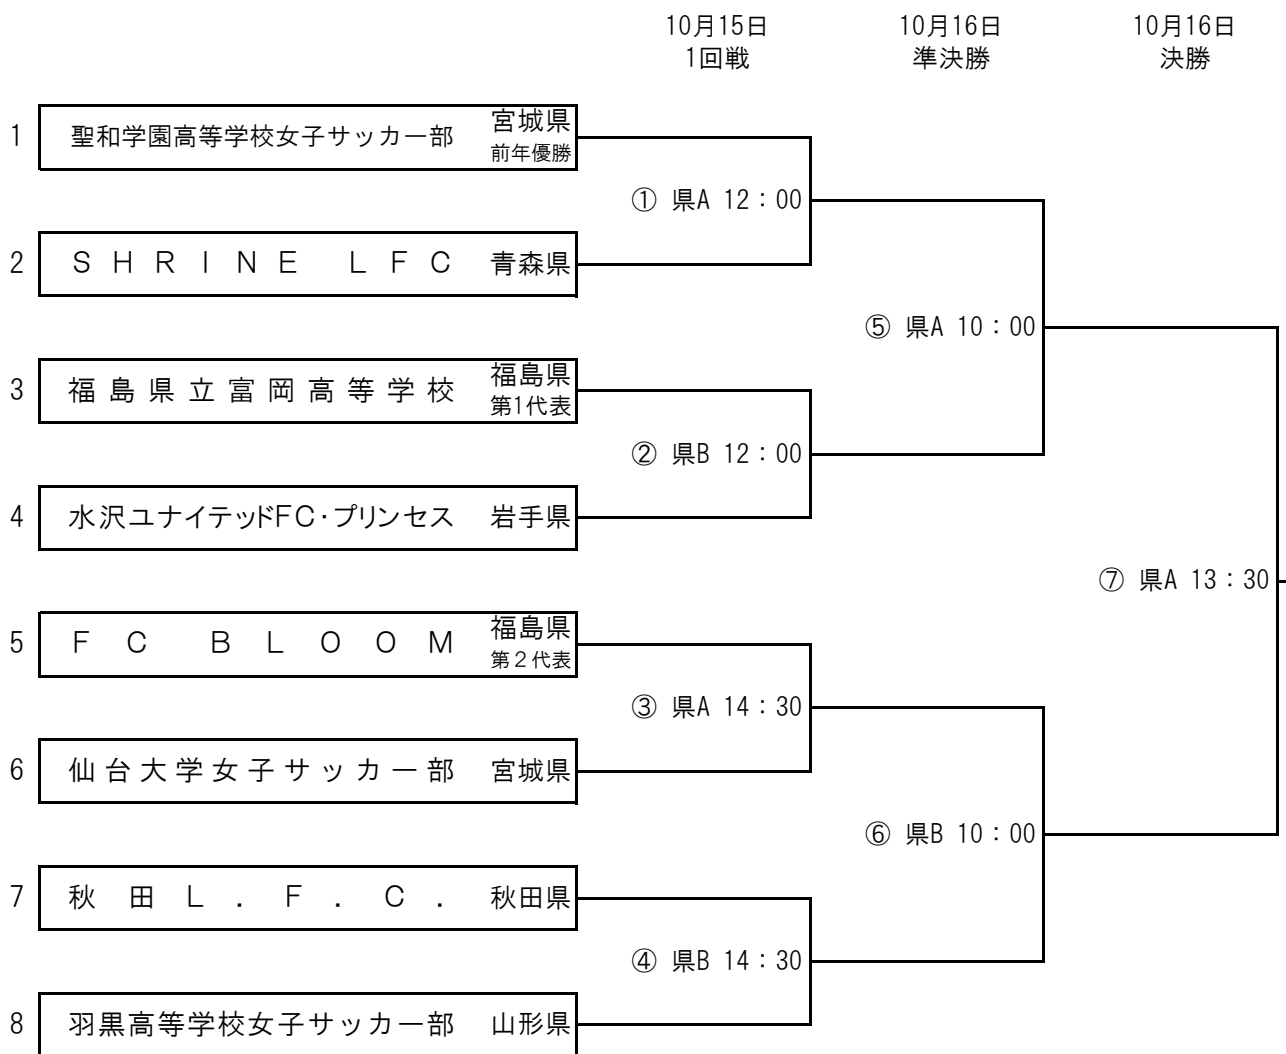 10月15日 10月16日 10月16日
1回戦 準決勝 決勝
1 聖和学園高等学校女子サッカー部 宮城県
前年優勝
① 県A 12：00
2 ＳＨＲＩＮＥ ＬＦＣ 青森県
⑤ 県A 10：00
3 福島県立富岡高等学校 福島県
第1代表
② 県B 12：00
4 水沢ユナイテッドFC・プリンセス 岩手県
⑦ 県A 13：30
5 ＦＣ ＢＬＯＯＭ 福島県
第２代表
③ 県A 14：30
6 仙台大学女子サッカー部 宮城県
⑥ 県B 10：00
7 秋田Ｌ．Ｆ．Ｃ． 秋田県
④ 県B 14：30
8 羽黒高等学校女子サッカー部 山形県